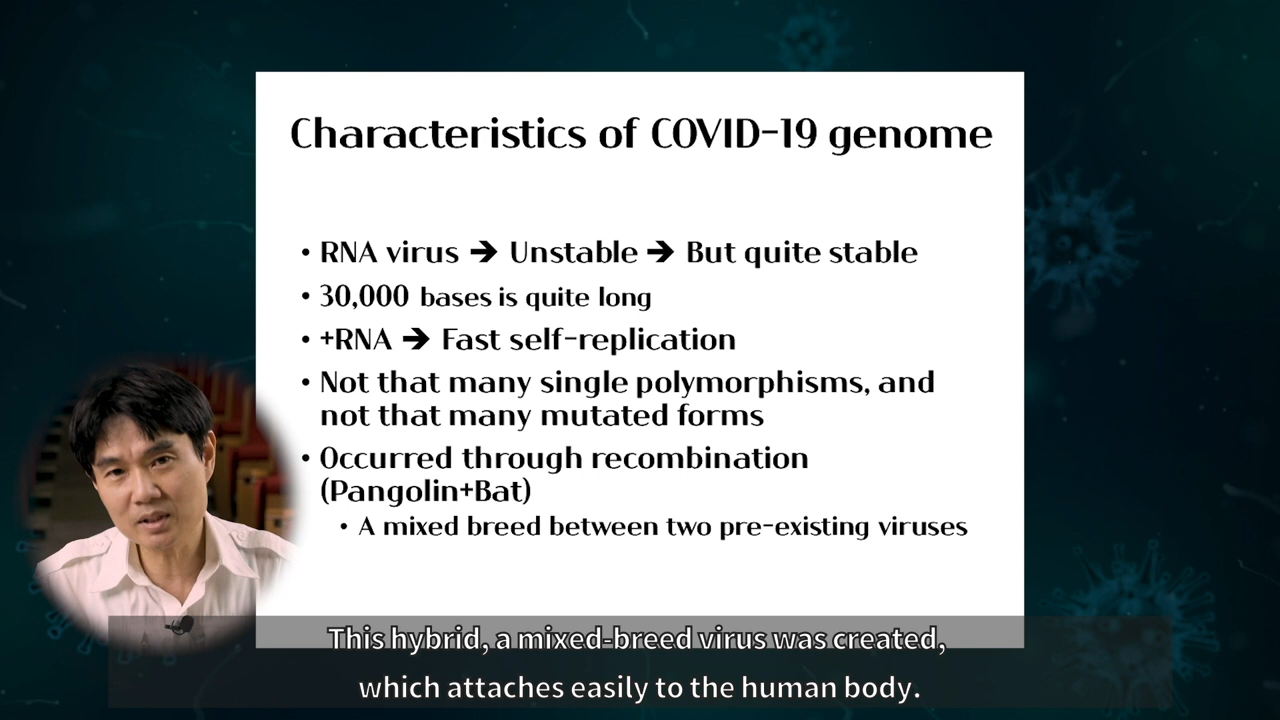 Characteristics of COVID-19 genome
• RNA virus ➔ Unstable ➔ But quite stable
• 30,000 bases is quite long
• +RNA ➔ Fast self-replication
• Not that many single polymorphisms, and
not that many mutated forms
• Occurred through recombination
(Pangolin+Bat)
• A mixed breed between two pre-existing viruses
This hybrid, a mixed-breed virus was created,
which attaches easily to the human body.